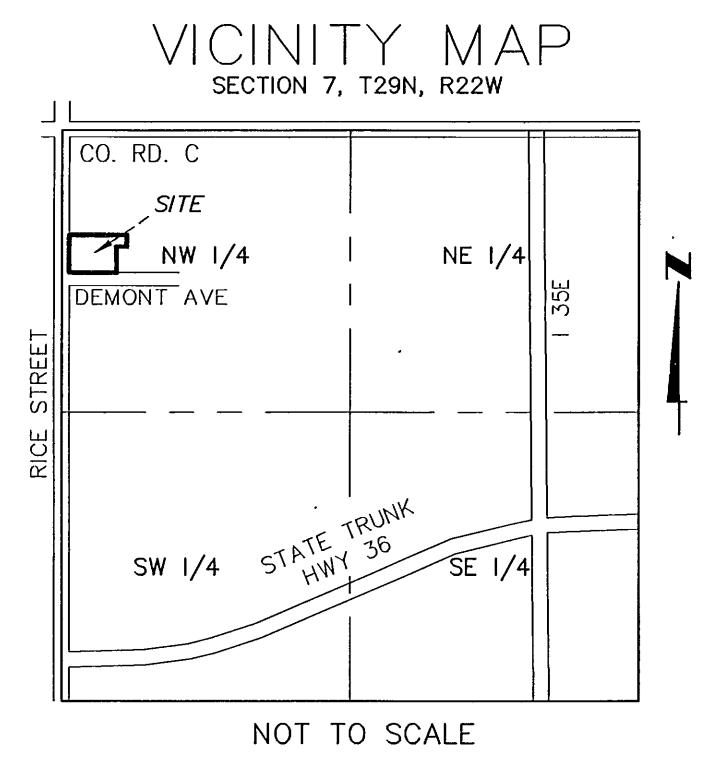 VICINITY MAP
SECTION 7, T29N, R22W
CO. RD. C
SITE
NW 1/4
NE 1/4
N
DEMONT AVE
I 35E
RICE STREET
STATE TRUNK
HWY 36
SW 1/4
SE 1/4
NOT TO SCALE